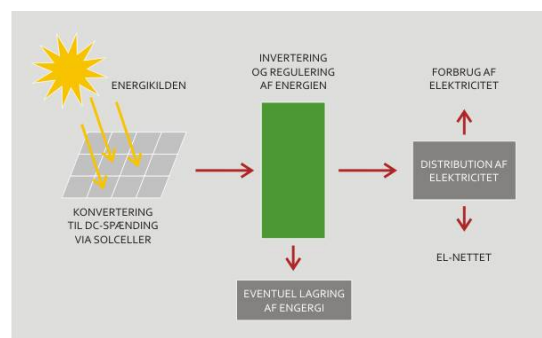 ENERGIKILDEN
KONVERTERING
TIL DC-SPÆNDING
VIA SOLCELLER
INVERTERING
OG REGULERING
AF ENERGIEN
EVENTUEL LAGRING
AF ENGERGI
FORBRUG AF
ELEKTRICITET
DISTRIBUTION AF
ELEKTRICITET
EL-NETTET